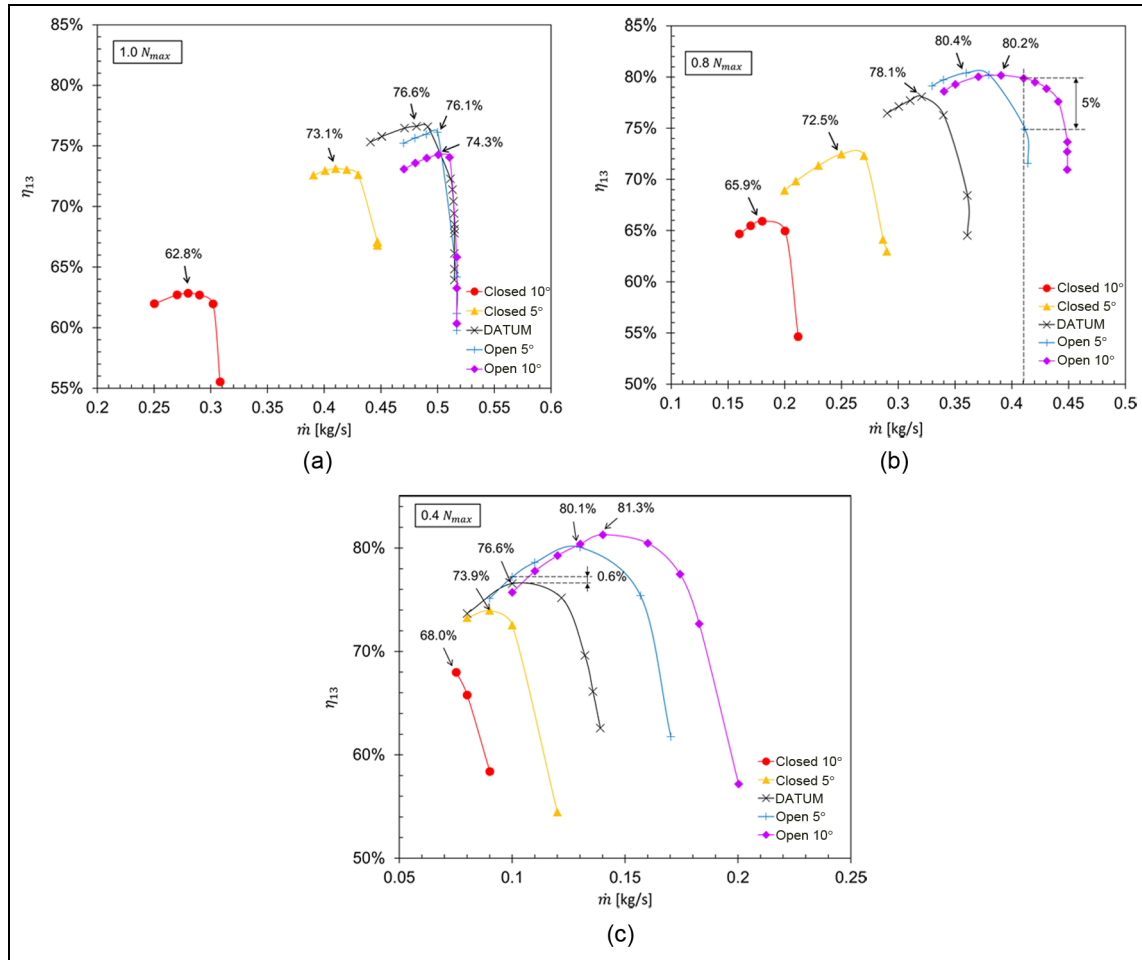 1.0 N_max
85%
80%
75%
70%
65%
60%
55%
η₁₃
76.6%
76.1%
74.3%
73.1%
62.8%
Closed 10°
Closed 5°
DATUM
Open 5°
Open 10°
0.2 0.25 0.3 0.35 0.4 0.45 0.5 0.55 0.6
ṁ [kg/s]
(a)
0.8 N_max
85%
80%
75%
70%
65%
60%
55%
50%
η₁₃
80.4%
80.2%
78.1%
5%
72.5%
65.9%
Closed 10°
Closed 5°
DATUM
Open 5°
Open 10°
0.1 0.15 0.2 0.25 0.3 0.35 0.4 0.45 0.5
ṁ [kg/s]
(b)
0.4 N_max
80%
70%
60%
50%
η₁₃
80.1%
81.3%
76.6%
0.6%
73.9%
68.0%
Closed 10°
Closed 5°
DATUM
Open 5°
Open 10°
0.05 0.1 0.15 0.2 0.25
ṁ [kg/s]
(c)